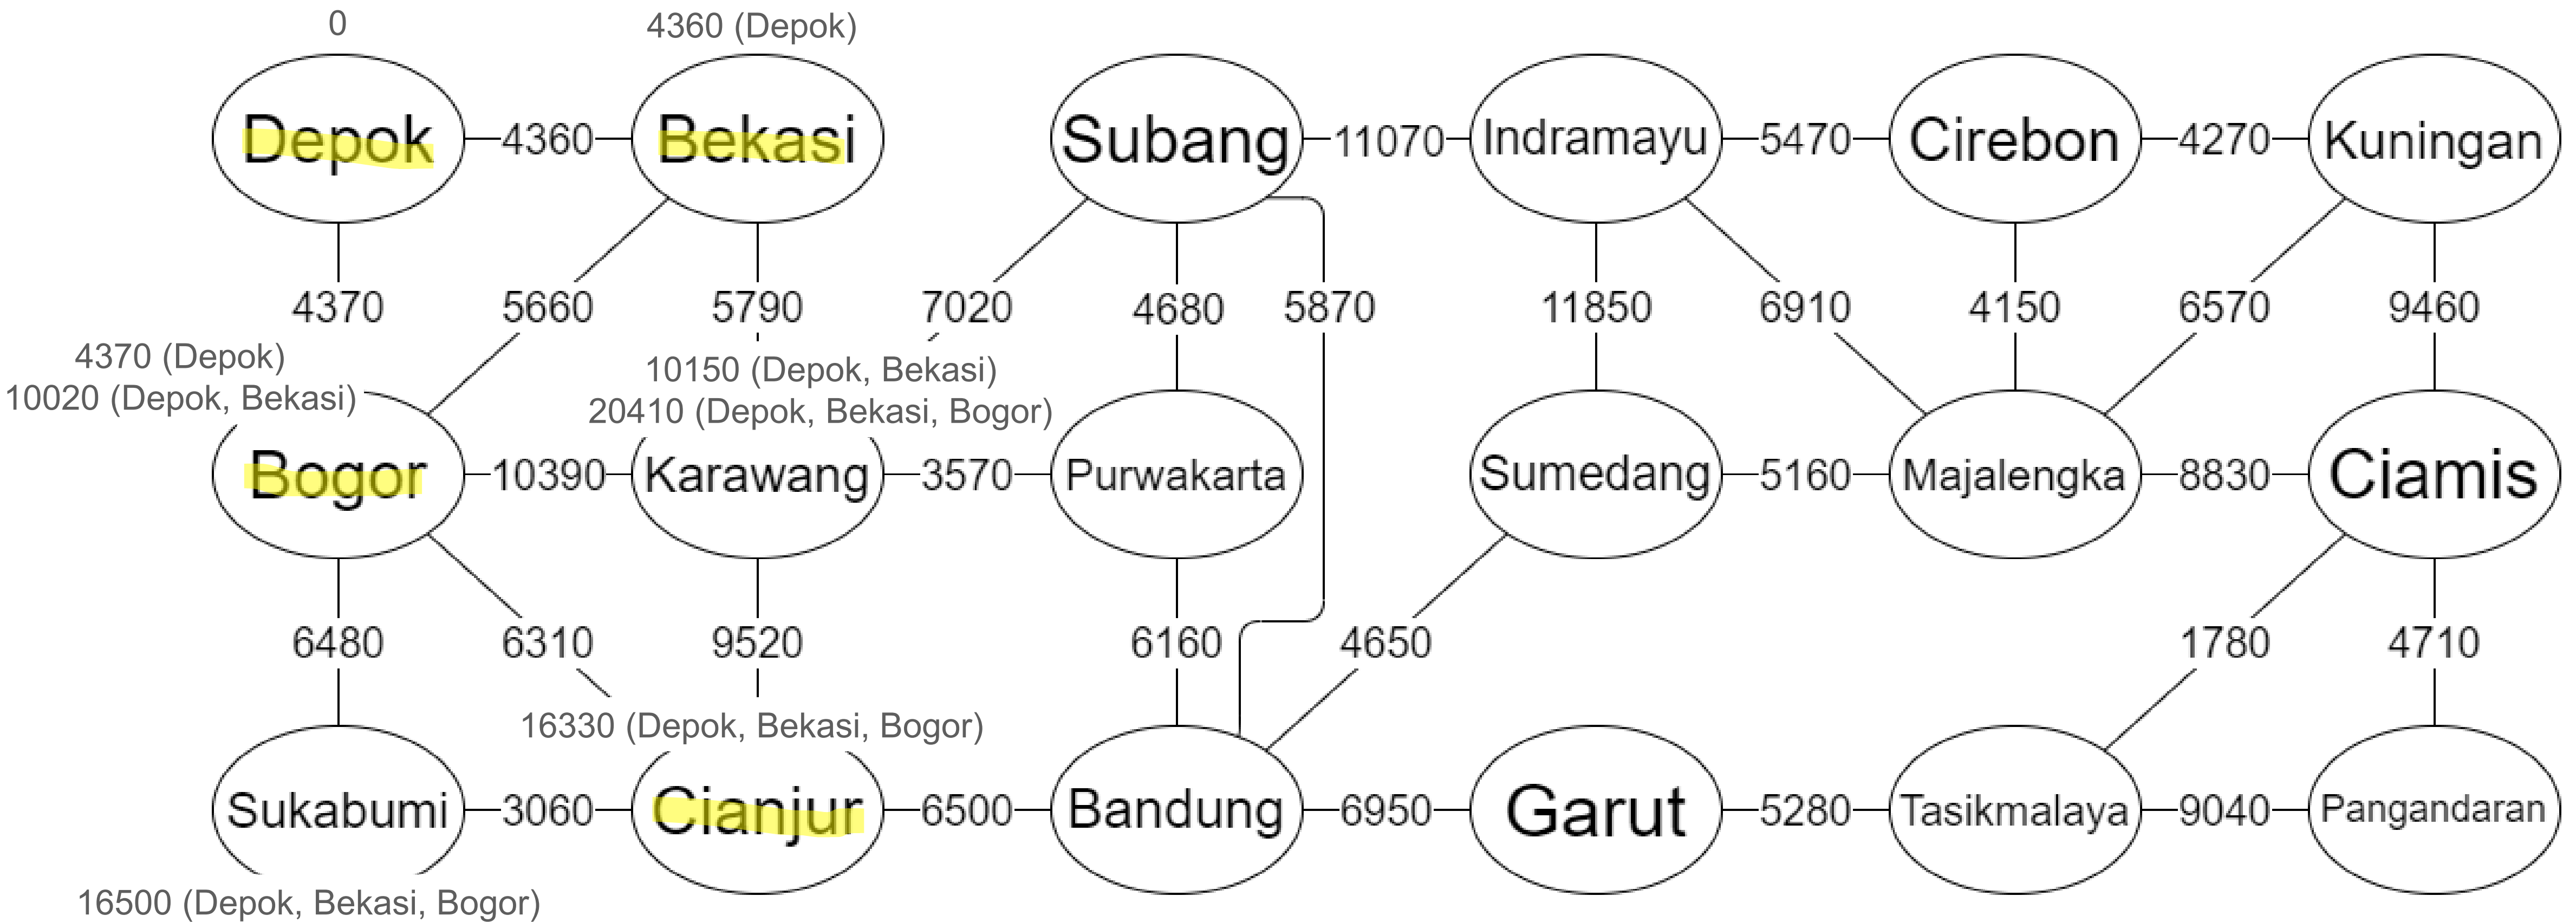 0
4360 (Depok)
Depok
4360
Bekasi
Subang
11070
Indramayu
5470
Cirebon
4270
Kuningan
4370
5660
5790
7020
4680
5870
11850
6910
4150
6570
9460
4370 (Depok)
10020 (Depok, Bekasi)
10150 (Depok, Bekasi)
20410 (Depok, Bekasi, Bogor)
Bogor
10390
Karawang
3570
Purwakarta
Sumedang
5160
Majalengka
8830
Ciamis
6480
6310
9520
6160
4650
1780
4710
16330 (Depok, Bekasi, Bogor)
Sukabumi
3060
Cianjur
6500
Bandung
6950
Garut
5280
Tasikmalaya
9040
Pangandaran
16500 (Depok, Bekasi, Bogor)